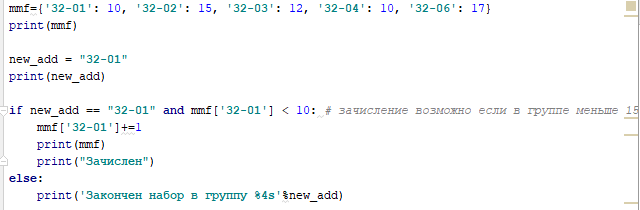 mmf={'32-01': 10, '32-02': 15, '32-03': 12, '32-04': 10, '32-06': 17}
print(mmf)
new_add = "32-01"
print(new_add)
if new_add == "32-01" and mmf['32-01'] < 10: # зачисление возможно если в группе меньше 15
mmf['32-01']+=1
print(mmf)
print("Зачислен")
else:
print('Закончен набор в группу %4s'%new_add)